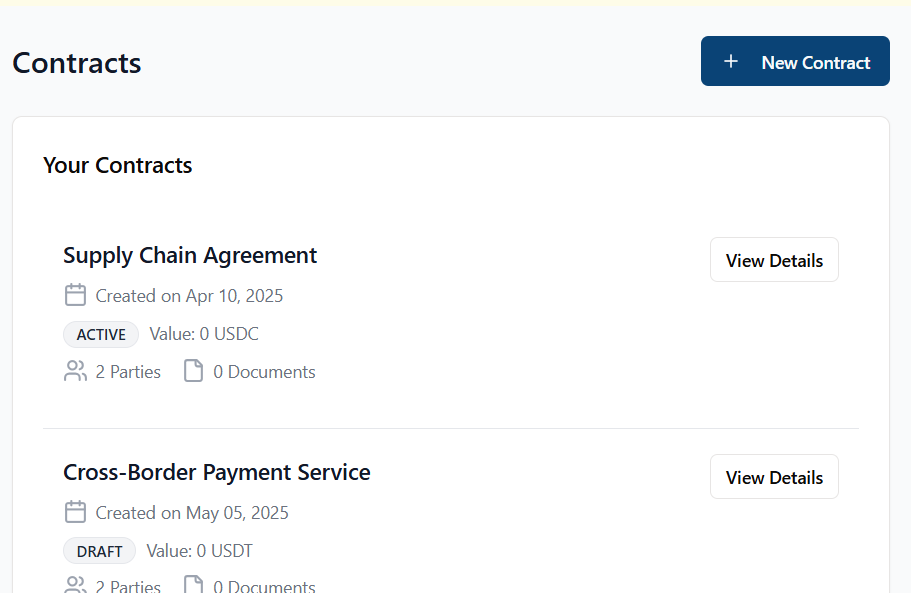 Contracts
+ New Contract
Your Contracts
Supply Chain Agreement
View Details
Created on Apr 10, 2025
ACTIVE Value: 0 USDC
2 Parties 0 Documents
Cross-Border Payment Service
View Details
Created on May 05, 2025
DRAFT Value: 0 USDT
2 Parties 0 Documents